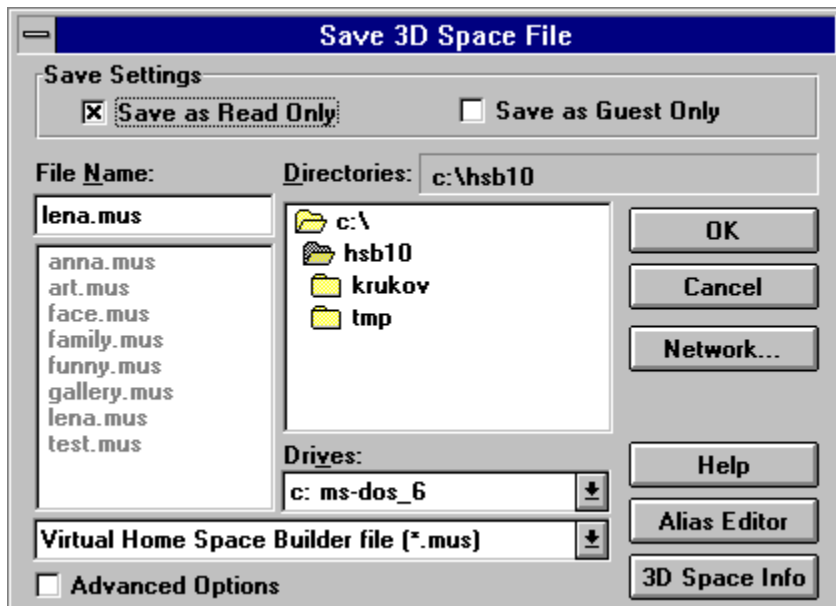 Save 3D Space File
Save Settings
Save as Read Only
Save as Guest Only
File Name:
Directories: c:\hsb10
lena.mus
anna.mus
art.mus
face.mus
family.mus
funny.mus
gallery.mus
lena.mus
test.mus
c:\
hsb10
krukov
tmp
OK
Cancel
Network...
Drives:
c: ms-dos_6
Virtual Home Space Builder file (*.mus)
Advanced Options
Help
Alias Editor
3D Space Info